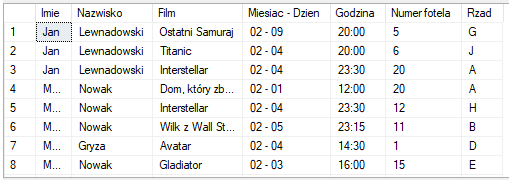 Imie Nazwisko Film Miesiac - Dzien Godzina Numer fotela Rzad
1 Jan Lewnadowski Ostatni Samuraj 02 - 09 20:00 5 G
2 Jan Lewnadowski Titanic 02 - 04 20:00 6 J
3 Jan Lewnadowski Interstellar 02 - 04 23:30 20 A
4 M... Nowak Dom, który zb... 02 - 01 12:00 20 A
5 M... Nowak Interstellar 02 - 04 23:30 12 H
6 M... Nowak Wilk z Wall St... 02 - 05 23:15 11 B
7 M... Gryza Avatar 02 - 04 14:30 1 D
8 M... Nowak Gladiator 02 - 03 16:00 15 E